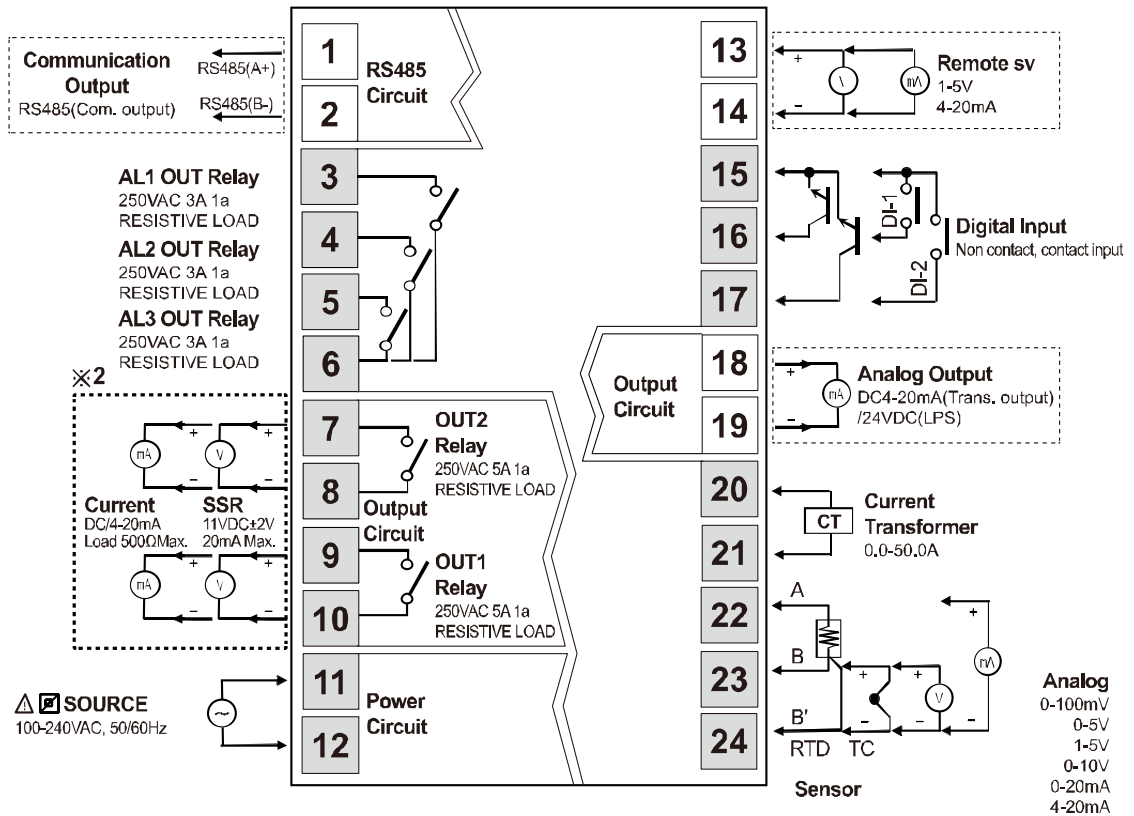 Communication
Output
RS485(Com. output)
RS485(A+)
RS485(B-)
1
2
RS485
Circuit
AL1 OUT Relay
250VAC 3A 1a
RESISTIVE LOAD
AL2 OUT Relay
250VAC 3A 1a
RESISTIVE LOAD
AL3 OUT Relay
250VAC 3A 1a
RESISTIVE LOAD
3
4
5
6
※2
mA
V
+
+
−
−
Current
DC/4-20mA
Load 500ΩMax.
SSR
11VDC±2V
20mA Max.
mA
V
+
+
−
−
7
8
9
10
OUT2
Relay
250VAC 5A 1a
RESISTIVE LOAD
Output
Circuit
OUT1
Relay
250VAC 5A 1a
RESISTIVE LOAD
SOURCE
100-240VAC, 50/60Hz
11
12
Power
Circuit
13
14
+
−
V
mA
Remote sv
1-5V
4-20mA
15
16
17
DI-1
DI-2
Digital Input
Non contact, contact input
Output
Circuit
18
19
+
−
mA
Analog Output
DC4-20mA(Trans. output)
/24VDC(LPS)
20
21
CT
Current
Transformer
0.0-50.0A
22
23
24
A
B
B'
RTD
TC
+
−
+
−
V
+
−
mA
Sensor
Analog
0-100mV
0-5V
1-5V
0-10V
0-20mA
4-20mA